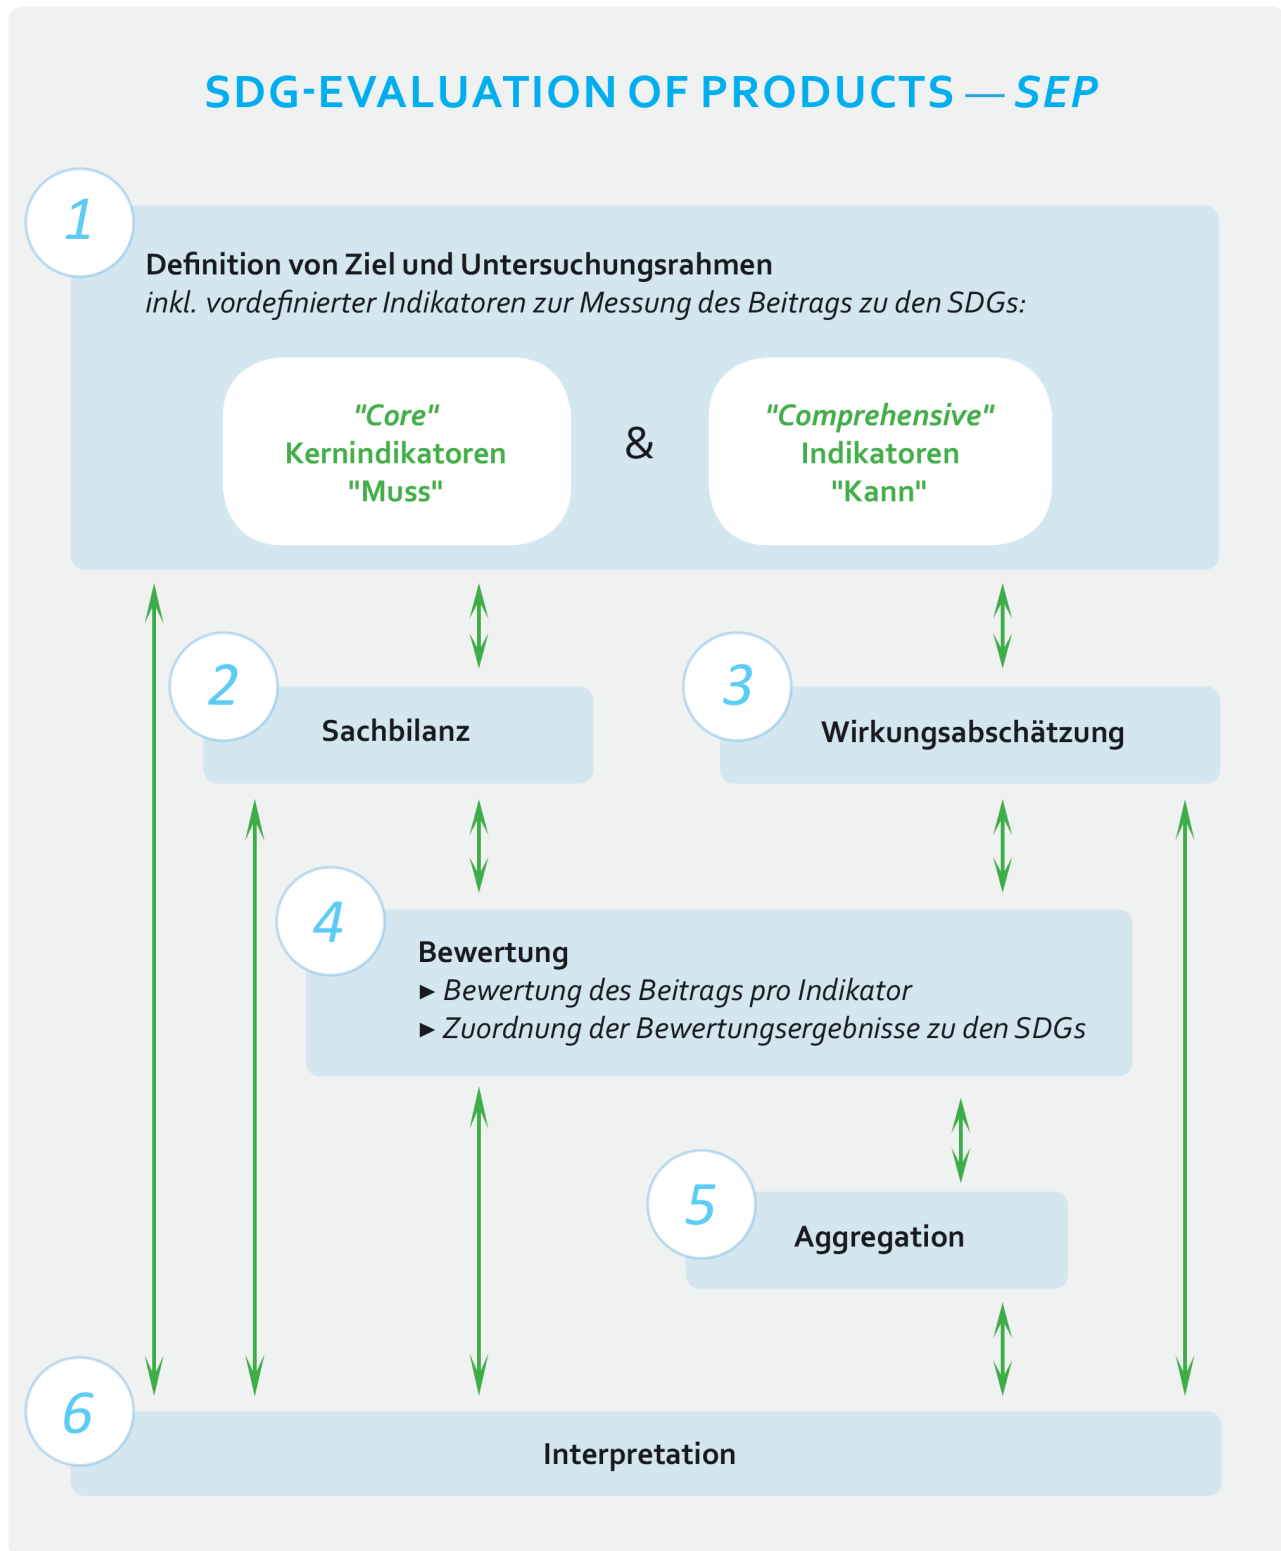 SDG-EVALUATION OF PRODUCTS — SEP
1
Definition von Ziel und Untersuchungsrahmen
inkl. vordefinierter Indikatoren zur Messung des Beitrags zu den SDGs:
"Core"
Kernindikatoren
"Muss"
&
"Comprehensive"
Indikatoren
"Kann"
2
Sachbilanz
3
Wirkungsabschätzung
4
Bewertung
► Bewertung des Beitrags pro Indikator
► Zuordnung der Bewertungsergebnisse zu den SDGs
5
Aggregation
6
Interpretation